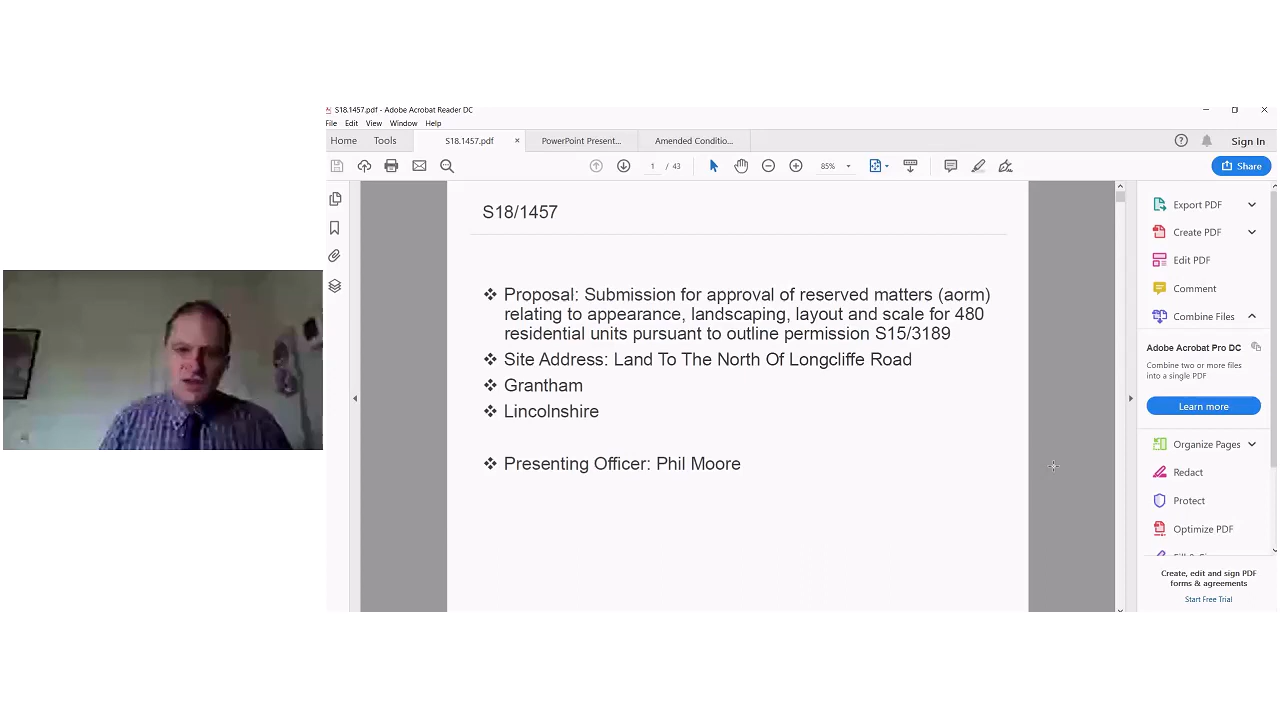 S18.1457.pdf - Adobe Acrobat Reader DC
File Edit View Window Help
Home Tools S18.1457.pdf × PowerPoint Present... Amended Conditio... Sign In
1 / 43 85% Share
S18/1457
❖ Proposal: Submission for approval of reserved matters (aorm)
relating to appearance, landscaping, layout and scale for 480
residential units pursuant to outline permission S15/3189
❖ Site Address: Land To The North Of Longcliffe Road
❖ Grantham
❖ Lincolnshire
❖ Presenting Officer: Phil Moore
Export PDF
Create PDF
Edit PDF
Comment
Combine Files
Adobe Acrobat Pro DC
Combine two or more files
into a single PDF
Learn more
Organize Pages
Redact
Protect
Optimize PDF
Create, edit and sign PDF
forms & agreements
Start Free Trial